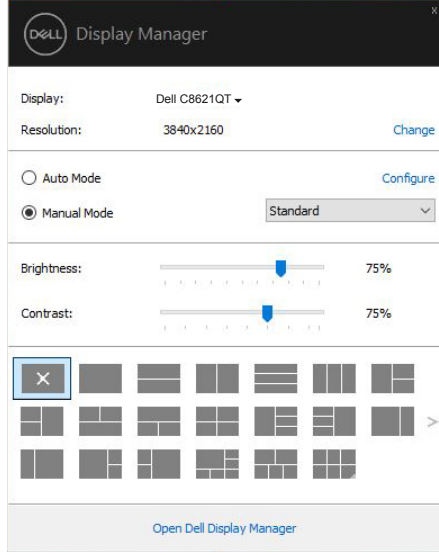 DELL Display Manager
Display: Dell C8621QT
Resolution: 3840x2160 Change
Auto Mode Configure
Manual Mode Standard
Brightness: 75%
Contrast: 75%
Open Dell Display Manager